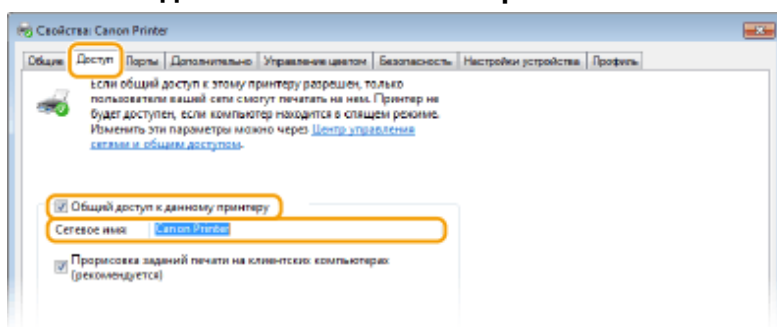 Свойства: Canon Printer
Общие Доступ Порты Дополнительно Управление цветом Безопасность Настройки устройства Профиль
Если общий доступ к этому принтеру разрешен, только
пользователи вашей сети смогут печатать на нем. Принтер не
будет доступен, если компьютер находится в спящем режиме.
Изменить эти параметры можно через Центр управления
сетями и общим доступом.
Общий доступ к данному принтеру
Сетевое имя: Canon Printer
Прорисовка заданий печати на клиентских компьютерах
(рекомендуется)